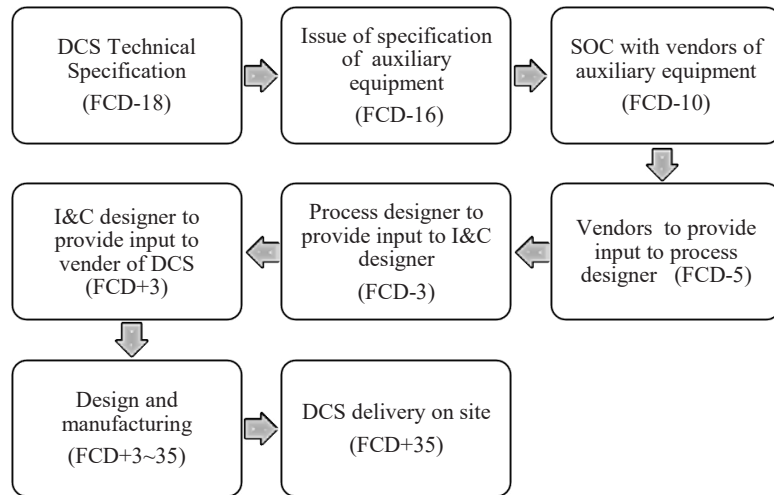 DCS Technical
Specification
(FCD-18)
Issue of specification
of auxiliary
equipment
(FCD-16)
SOC with vendors of
auxiliary equipment
(FCD-10)
I&C designer to
provide input to
vender of DCS
(FCD+3)
Process designer to
provide input to I&C
designer
(FCD-3)
Vendors to provide
input to process
designer (FCD-5)
Design and
manufacturing
(FCD+3~35)
DCS delivery on site
(FCD+35)